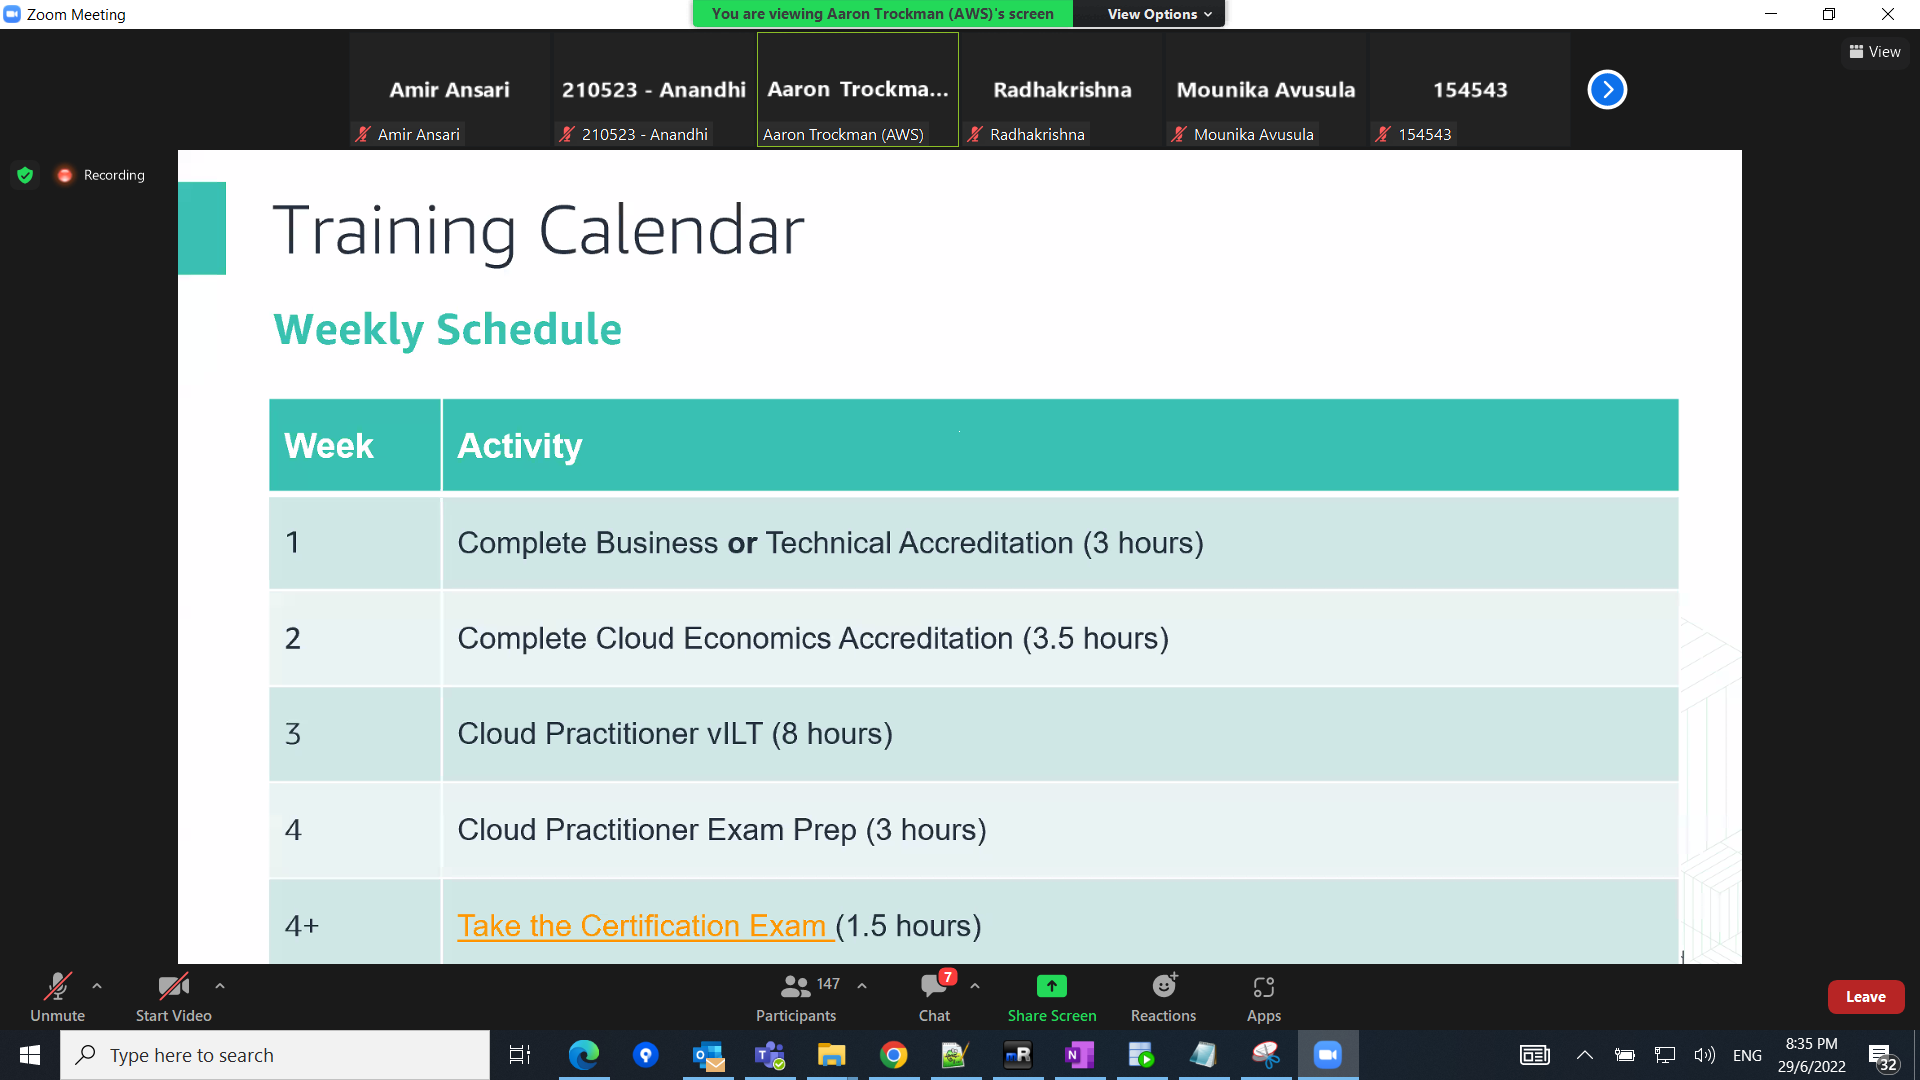 Zoom Meeting
You are viewing Aaron Trockman (AWS)'s screen
View Options
View
Amir Ansari
210523 - Anandhi
Aaron Trockma...
Radhakrishna
Mounika Avusula
154543
Amir Ansari
210523 - Anandhi
Aaron Trockman (AWS)
Radhakrishna
Mounika Avusula
154543
Recording
Training Calendar
Weekly Schedule
Week Activity
1 Complete Business or Technical Accreditation (3 hours)
2 Complete Cloud Economics Accreditation (3.5 hours)
3 Cloud Practitioner vILT (8 hours)
4 Cloud Practitioner Exam Prep (3 hours)
4+ Take the Certification Exam (1.5 hours)
Unmute
Start Video
147
Participants
7
Chat
Share Screen
Reactions
Apps
Leave
Type here to search
mR
N
ENG
8:35 PM
29/6/2022
32